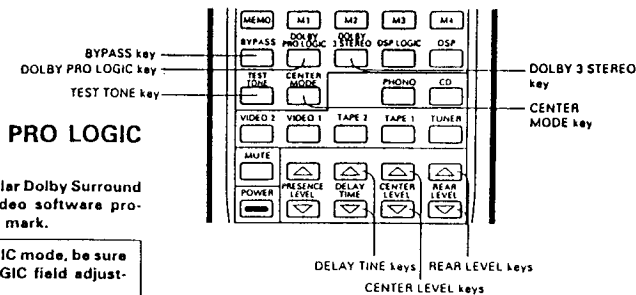 MEMO M1 M2 M3 M4
BYPASS DOLBY PRO LOGIC DOLBY 3 STEREO DSP LOGIC DSP
BYPASS key
DOLBY PRO LOGIC key
TEST TONE key
TEST TONE CENTER MODE PHONO CD
DOLBY 3 STEREO
key
CENTER
MODE key
VIDEO 2 VIDEO 1 TAPE 2 TAPE 1 TUNER
MUTE
POWER PRESENCE LEVEL DELAY TIME CENTER LEVEL REAR LEVEL
PRO LOGIC
lar Dolby Surround
deo software pro-
mark.
IC mode, be sure
GIC field adjust-
DELAY TINE keys REAR LEVEL keys
CENTER LEVEL keys